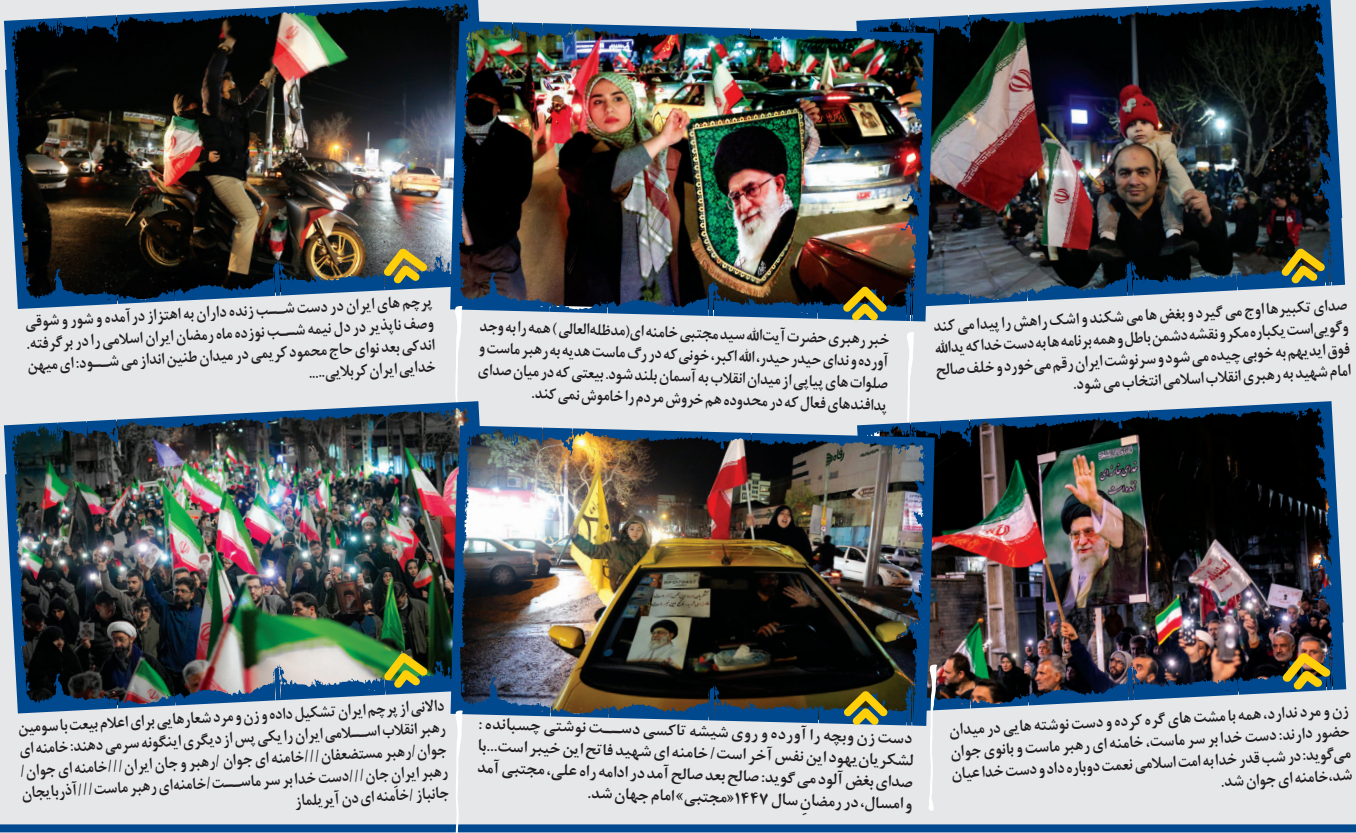 صدای تکبیرها اوج می گیرد و بغض ها می شکند و اشک راهش را پیدا می کند
وگویی است یکباره مکر و نقشه دشمن باطل و همه برنامه ها به دست خدا که یدالله
فوق ایدیهم به خوبی چیده می شود و سرنوشت ایران رقم می خورد و خلف صالح
امام شهید به رهبری انقلاب اسلامی انتخاب می شود.
خبر رهبری حضرت آیت‌الله سید مجتبی خامنه ای(مدظله‌العالی) همه را به وجد
آورده و ندای حیدر حیدر، الله اکبر، خونی که در رگ ماست هدیه به رهبر ماست و
صلوات های پیاپی از میدان انقلاب به آسمان بلند شود. بیعتی که در میان صدای
پدافندهای فعال که در محدوده هم خروش مردم را خاموش نمی کند.
پرچم های ایران در دست شب زنده داران به اهتزاز در آمده و شور و شوقی
وصف ناپذیر در دل نیمه شب نوزده ماه رمضان ایران اسلامی را در بر گرفته.
اندکی بعد نوای حاج محمود کریمی در میدان طنین انداز می شود: ای میهن
خدایی ایران کربلایی.....
زن و مرد ندارد، همه با مشت های گره کرده و دست نوشته هایی در میدان
حضور دارند: دست خدا بر سر ماست، خامنه ای رهبر ماست و بانوی جوان
می گوید: در شب قدر خدا به امت اسلامی نعمت دوباره داد و دست خدا عیان
شد، خامنه ای جوان شد.
دست زن وبچه را آورده و روی شیشه تاکسی دست نوشتی چسبانده :
لشکریان یهود این نفس آخر است/ خامنه ای شهید فاتح این خیبر است...با
صدای بغض آلود می گوید: صالح بعد صالح آمد در ادامه راه علی، مجتبی آمد
و امسال، در رمضانِ سال ۱۴۴۷«مجتبی» امام جهان شد.
دالانی از پرچم ایران تشکیل داده و زن و مرد شعارهایی برای اعلام بیعت با سومین
رهبر انقلاب اسلامی ایران را یکی پس از دیگری اینگونه سر می دهند: خامنه ای
جوان /رهبر مستضعفان ///خامنه ای جوان /رهبر و جان ایران ///خامنه ای جوان /
رهبر ایران جان ///دست خدا بر سر ماست/خامنه‌ای رهبر ماست ///آذربایجان
جانباز /خامنه ای دن آیریلماز